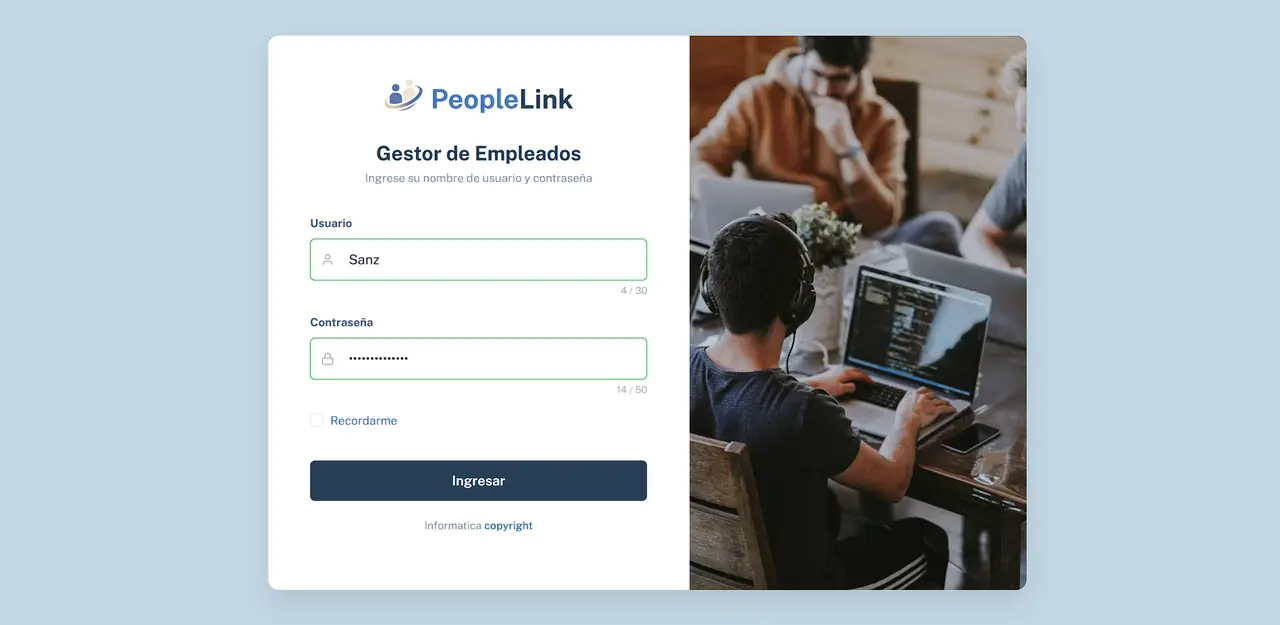 PeopleLink
Gestor de Empleados
Ingrese su nombre de usuario y contraseña
Usuario
Sanz
4 / 30
Contraseña
••••••••••••••
14 / 50
Recordarme
Ingresar
Informatica copyright